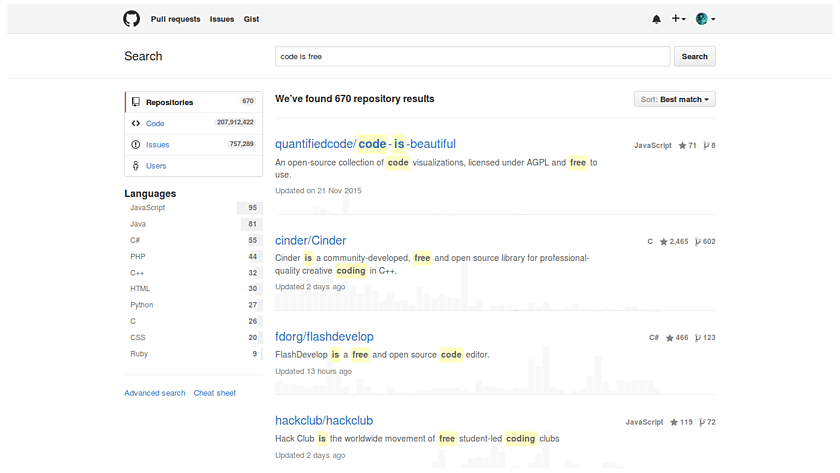 Pull requests Issues Gist
Search
code is free
Search
Repositories 670
Code 207,912,422
Issues 757,289
Users
Languages
JavaScript 95
Java 81
C# 55
PHP 44
C++ 32
HTML 30
Python 27
C 26
CSS 20
Ruby 9
Advanced search Cheat sheet
We've found 670 repository results
Sort: Best match
quantifiedcode/code-is-beautiful
JavaScript 71 8
An open-source collection of code visualizations, licensed under AGPL and free to
use.
Updated on 21 Nov 2015
cinder/Cinder
C 2,465 602
Cinder is a community-developed, free and open source library for professional-
quality creative coding in C++.
Updated 2 days ago
fdorg/flashdevelop
C# 466 123
FlashDevelop is a free and open source code editor.
Updated 13 hours ago
hackclub/hackclub
JavaScript 119 72
Hack Club is the worldwide movement of free student-led coding clubs
Updated 2 days ago